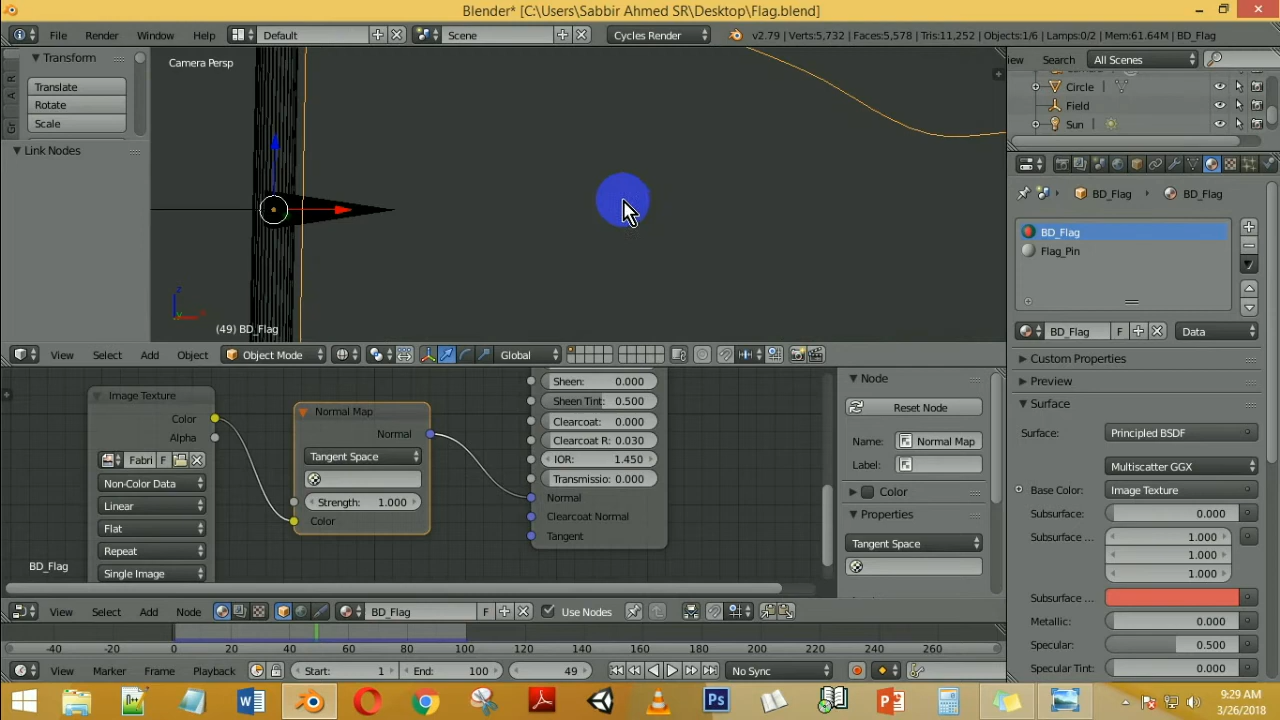 Blender* [C:\Users\Sabbir Ahmed SR\Desktop\Flag.blend]
File Render Window Help Default Scene Cycles Render v2.79 | Verts:5,732 | Faces:5,578 | Tris:11,252 | Objects:1/6 | Lamps:0/2 | Mem:61.64M | BD_Flag
Transform
Translate
Rotate
Scale
Link Nodes
R
A
Gr
Camera Persp
(49) BD_Flag
View Select Add Object Object Mode Global
iew Search All Scenes
Circle
Field
Sun
BD_Flag BD_Flag
BD_Flag
Flag_Pin
BD_Flag F Data
Custom Properties
Preview
Surface
Surface: Principled BSDF
Multiscatter GGX
Base Color: Image Texture
Subsurface: 0.000
Subsurface ... 1.000
1.000
1.000
Subsurface ...
Metallic: 0.000
Specular: 0.500
Specular Tint: 0.000
Image Texture
Color
Alpha
Fabri F
Non-Color Data
Linear
Flat
Repeat
Single Image
Normal Map
Normal
Tangent Space
Strength: 1.000
Color
Sheen: 0.000
Sheen Tint: 0.500
Clearcoat: 0.000
Clearcoat R: 0.030
IOR: 1.450
Transmissio: 0.000
Normal
Clearcoat Normal
Tangent
BD_Flag
Node
Reset Node
Name: Normal Map
Label:
Color
Properties
Tangent Space
View Select Add Node BD_Flag F Use Nodes
-40 -20 0 20 40 60 80 100 120 140 160 180 200 220 240 260
View Marker Frame Playback Start: 1 End: 100 49 No Sync
9:29 AM
3/26/2018